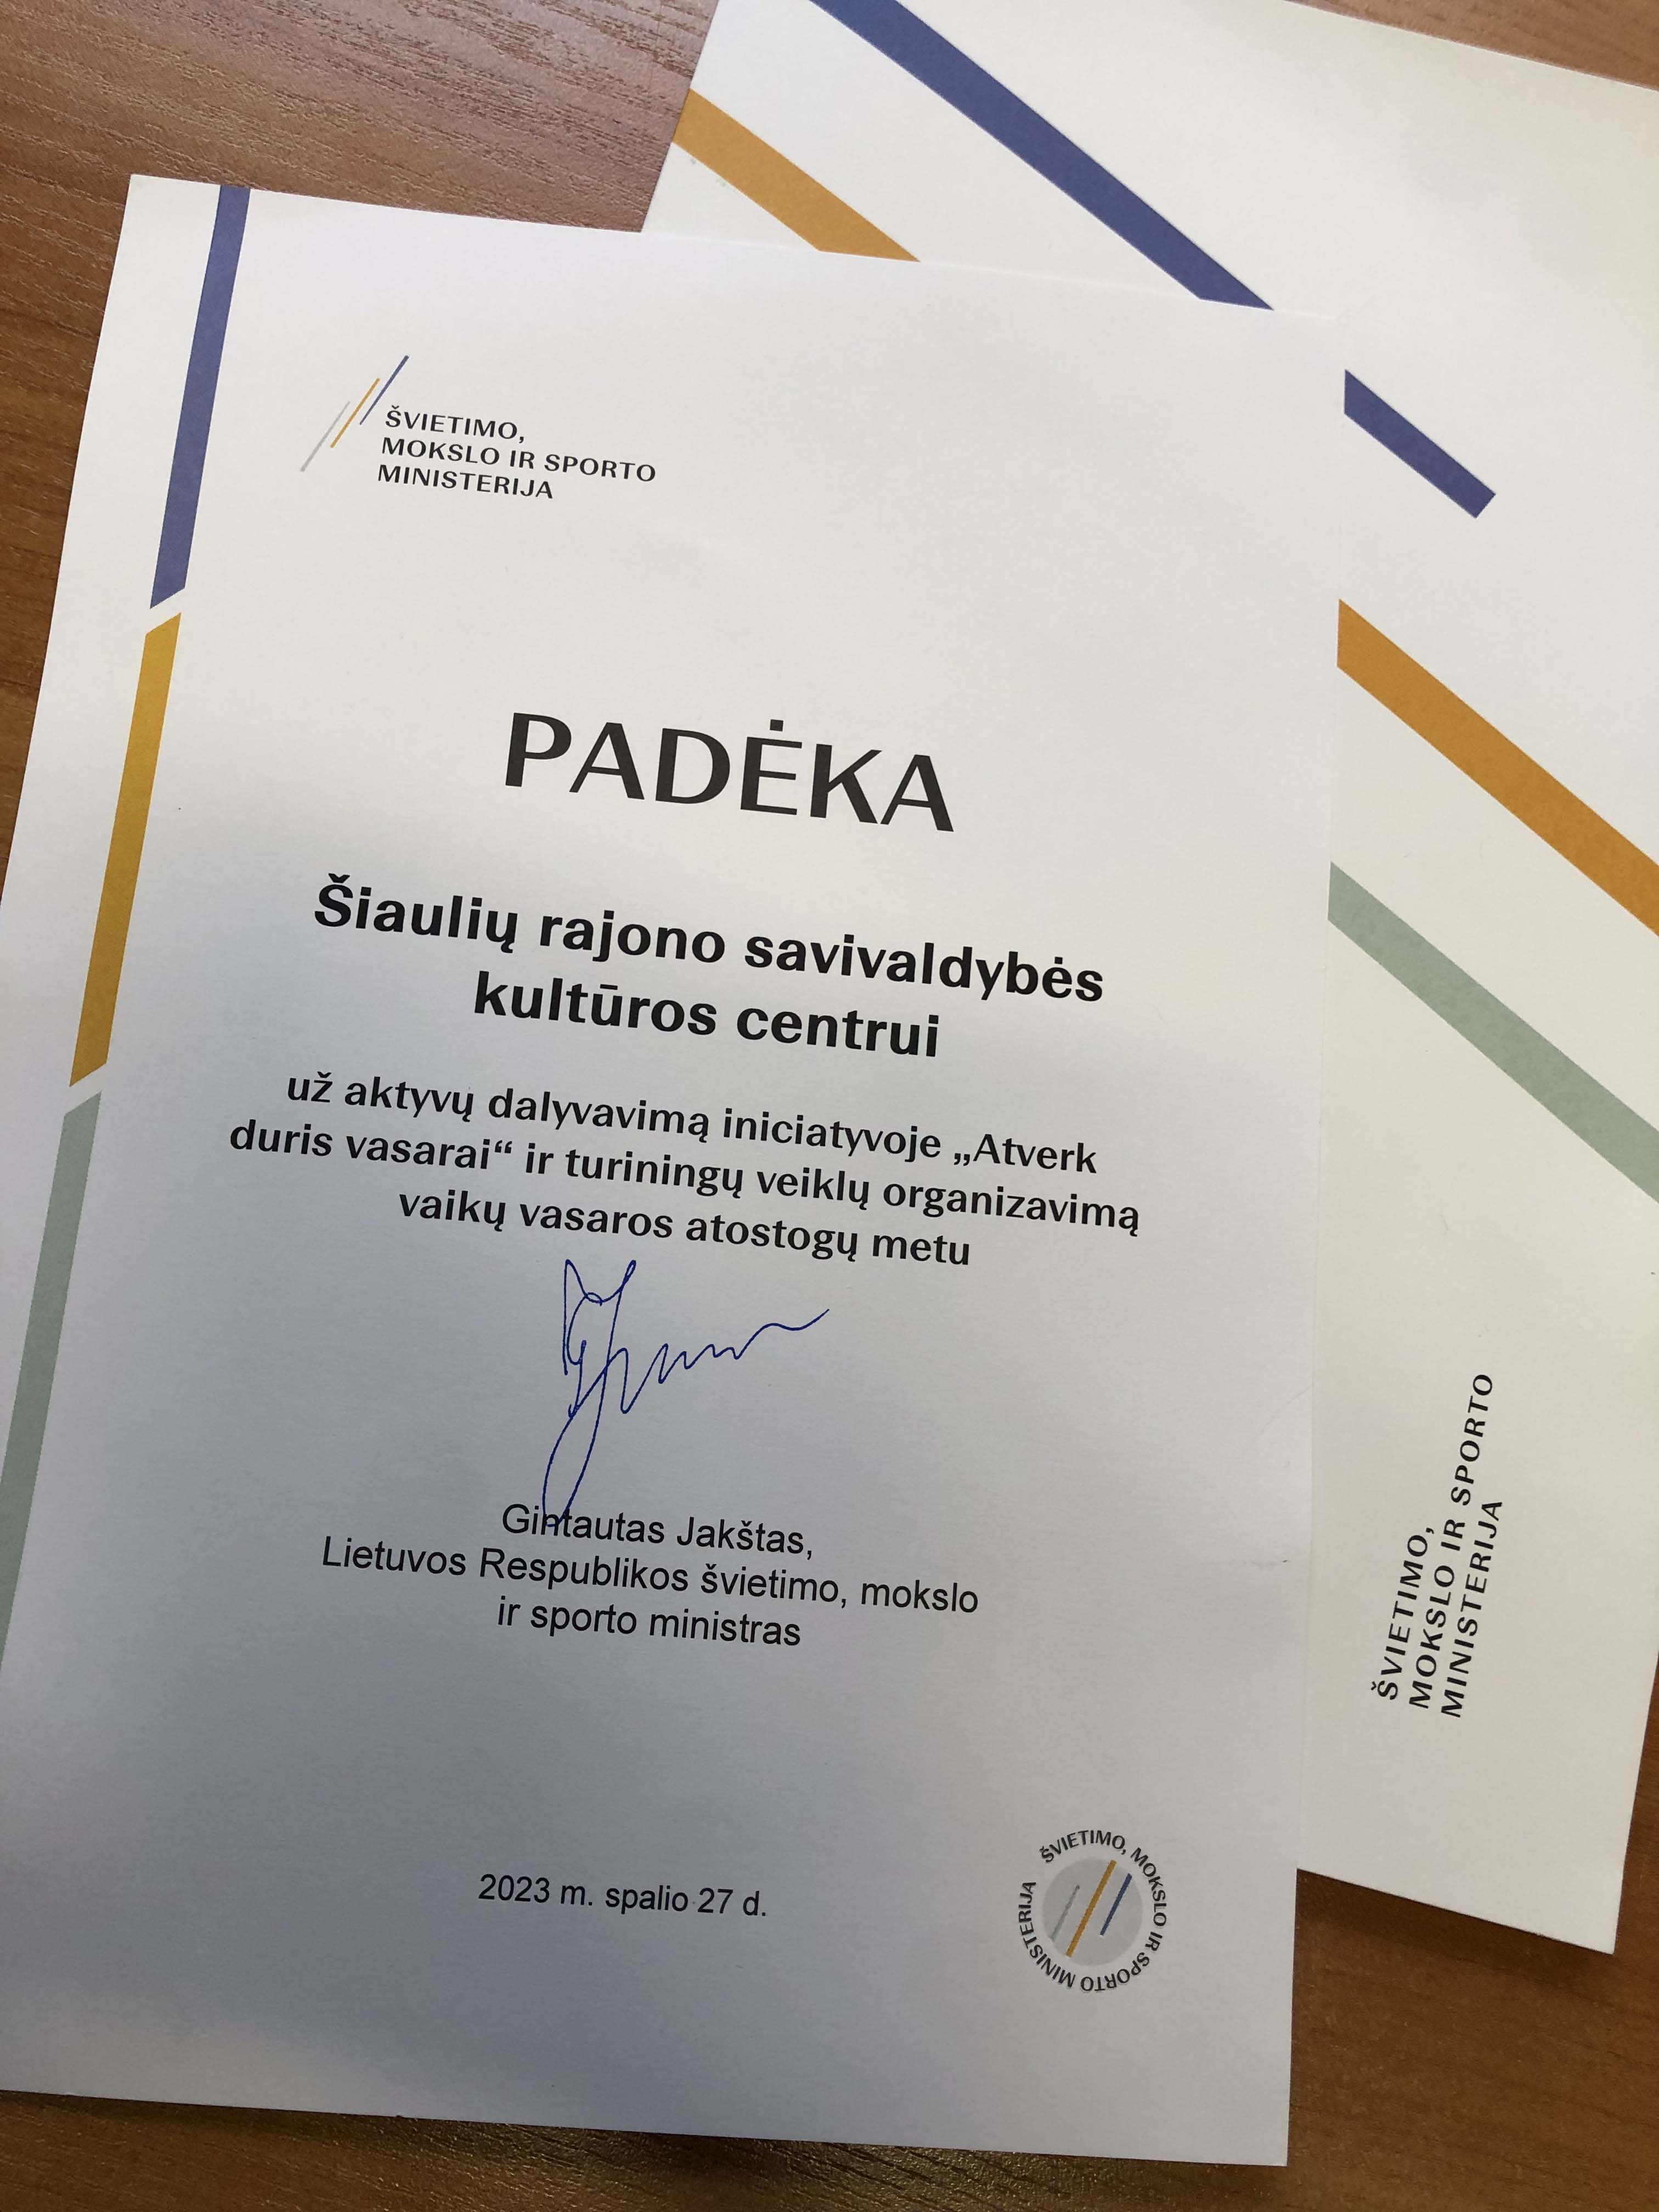 ŠVIETIMO,
MOKSLO IR SPORTO
MINISTERIJA
PADĖKA
Šiaulių rajono savivaldybės
kultūros centrui
už aktyvų dalyvavimą iniciatyvoje „Atverk
duris vasarai“ ir turiningų veiklų organizavimą
vaikų vasaros atostogų metu
Gintautas Jakštas,
Lietuvos Respublikos švietimo, mokslo
ir sporto ministras
2023 m. spalio 27 d.
ŠVIETIMO, MOKSLO IR SPORTO MINISTERIJA
ŠVIETIMO,
MOKSLO IR SPORTO
MINISTERIJA